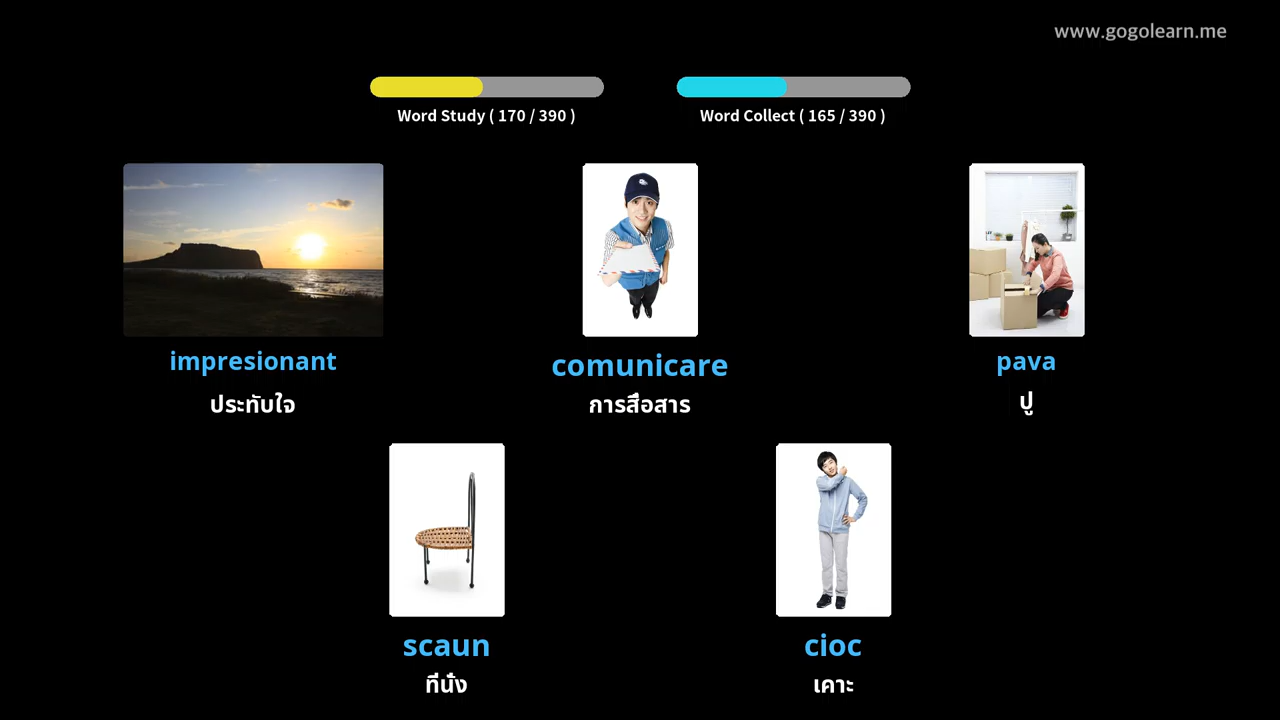 www.gogolearn.me
Word Study ( 170 / 390 )
Word Collect ( 165 / 390 )
impresionant
ประทับใจ
comunicare
การสื่อสาร
pava
ปู
scaun
ที่นั่ง
cioc
เคาะ